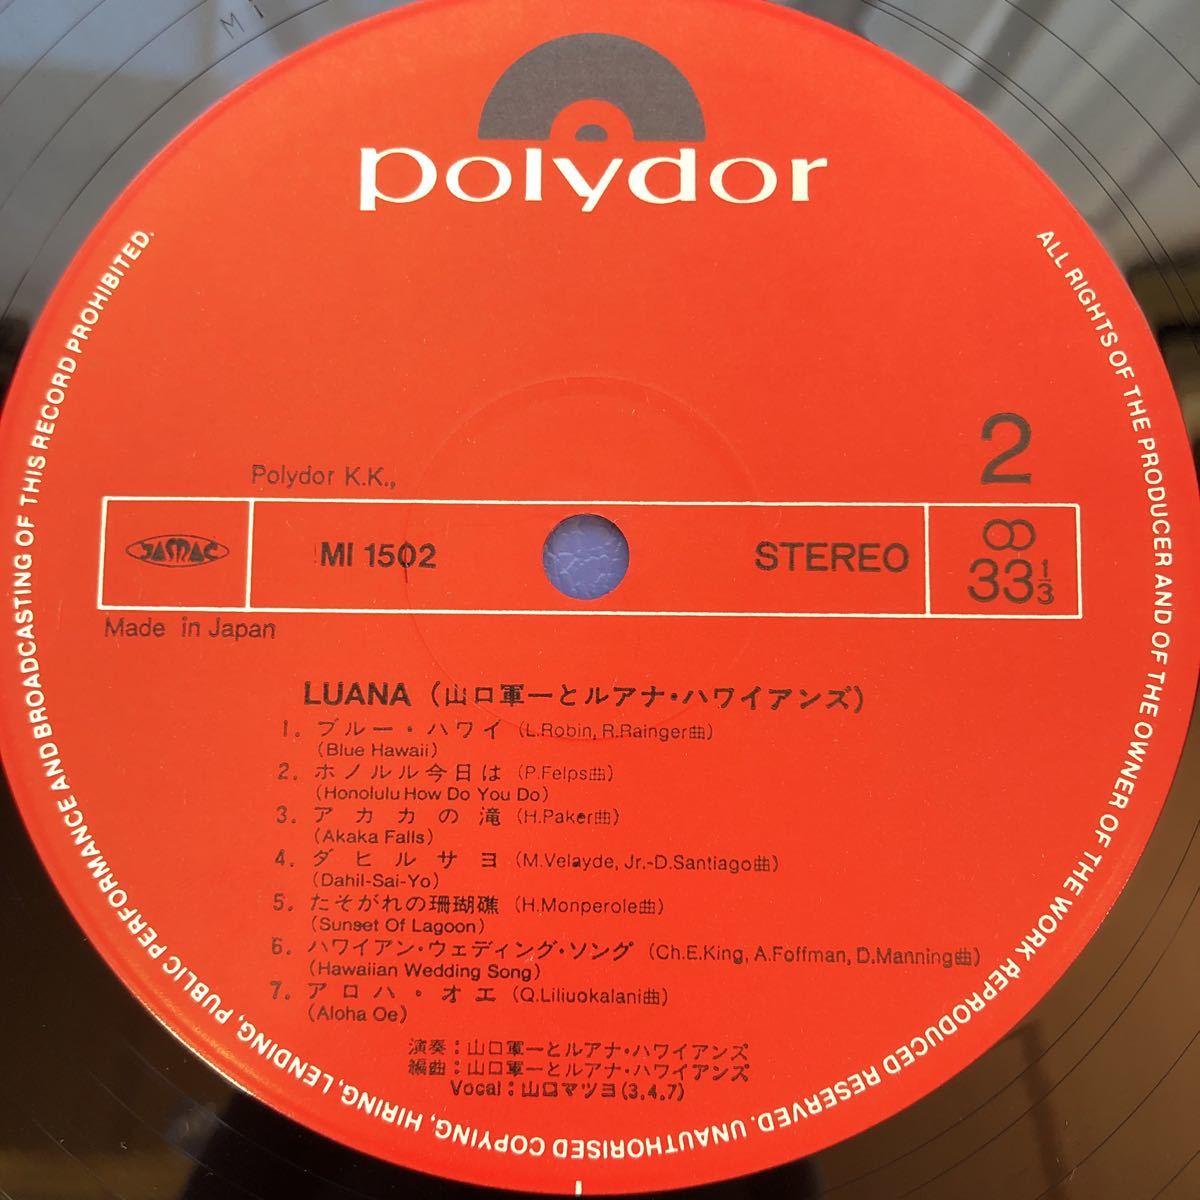 Mi
polydor
ALL RIGHTS OF THE PRODUCER AND OF THE OWNER OF THE WORK REPRODUCED RESERVED. UNAUTHORISED COPYING, HIRING, LENDING, PUBLIC PERFORMANCE AND BROADCASTING OF THIS RECORD PROHIBITED.
2
Polydor K.K.,
JASRAC
MI 1502
STEREO
33 1/3
Made in Japan
LUANA (山口軍一とルアナ・ハワイアンズ)
1. ブルー・ハワイ (L.Robin, R.Rainger曲)
(Blue Hawaii)
2. ホノルル今日は (P.Felps曲)
(Honolulu How Do You Do)
3. アカカの滝 (H.Paker曲)
(Akaka Falls)
4. ダヒルサヨ (M.Velayde, Jr.-D.Santiago曲)
(Dahil-Sai-Yo)
5. たそがれの珊瑚礁 (H.Monperole曲)
(Sunset Of Lagoon)
6. ハワイアン・ウェディング・ソング (Ch.E.King, A.Foffman, D.Manning曲)
(Hawaiian Wedding Song)
7. アロハ・オエ (Q.Liliuokalani曲)
(Aloha Oe)
演奏:山口軍一とルアナ・ハワイアンズ
編曲:山口軍一とルアナ・ハワイアンズ
Vocal:山口マツヨ(3.4.7)